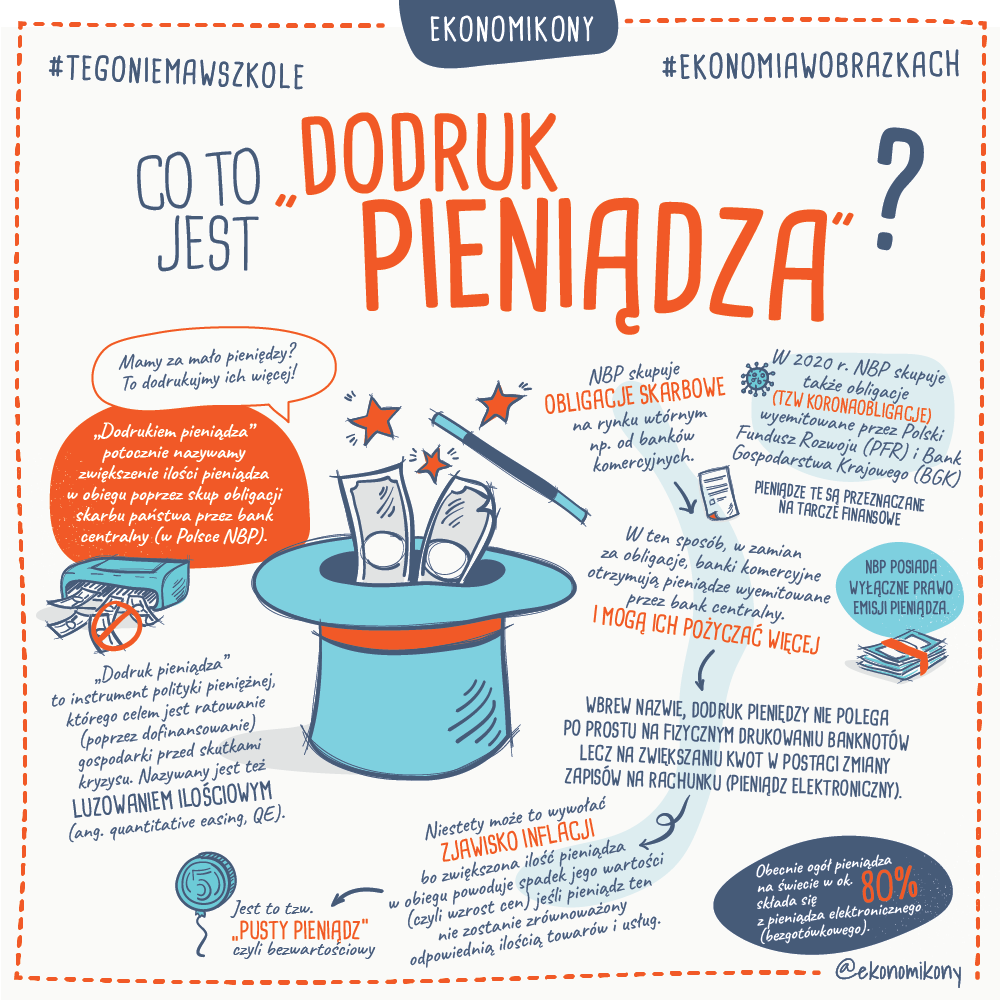 EKONOMIKONY
#TEGONIEMAWSZKOLE
#EKONOMIAWOBRAZKACH
CO TO
JEST
„DODRUK
PIENIĄDZA”
?
Mamy za mało pieniędzy?
To dodrukujmy ich więcej!
„Dodrukiem pieniądza”
potocznie nazywamy
zwiększenie ilości pieniądza
w obiegu poprzez skup obligacji
skarbu państwa przez bank
centralny (w Polsce NBP).
„Dodruk pieniądza”
to instrument polityki pieniężnej,
którego celem jest ratowanie
(poprzez dofinansowanie)
gospodarki przed skutkami
kryzysu. Nazywany jest też
LUZOWANIEM ILOŚCIOWYM
(ang. quantitative easing, QE).
NBP skupuje
OBLIGACJE SKARBOWE
na rynku wtórnym
np. od banków
komercyjnych.
W 2020 r. NBP skupuje
także obligacje
(TZW KORONAOBLIGACJE)
wyemitowane przez Polski
Fundusz Rozwoju (PFR) i Bank
Gospodarstwa Krajowego (BGK)
PIENIĄDZE TE SĄ PRZEZNACZANE
NA TARCZE FINANSOWE
W ten sposób, w zamian
za obligacje, banki komercyjne
otrzymują pieniądze wyemitowane
przez bank centralny.
I MOGĄ ICH POŻYCZAĆ WIĘCEJ
NBP POSIADA
WYŁĄCZNE PRAWO
EMISJI PIENIĄDZA.
WBREW NAZWIE, DODRUK PIENIĘDZY NIE POLEGA
PO PROSTU NA FIZYCZNYM DRUKOWANIU BANKNOTÓW
LECZ NA ZWIĘKSZANIU KWOT W POSTACI ZMIANY
ZAPISÓW NA RACHUNKU (PIENIĄDZ ELEKTRONICZNY).
Niestety może to wywołać
ZJAWISKO INFLACJI
bo zwiększona ilość pieniądza
w obiegu powoduje spadek jego wartości
(czyli wzrost cen) jeśli pieniądz ten
nie zostanie zrównoważony
odpowiednią ilością towarów i usług.
5
Jest to tzw.
„PUSTY PIENIĄDZ”
czyli bezwartościowy
Obecnie ogół pieniądza
na świecie w ok. 80%
składa się
z pieniądza elektronicznego
(bezgotówkowego).
@ekonomikony